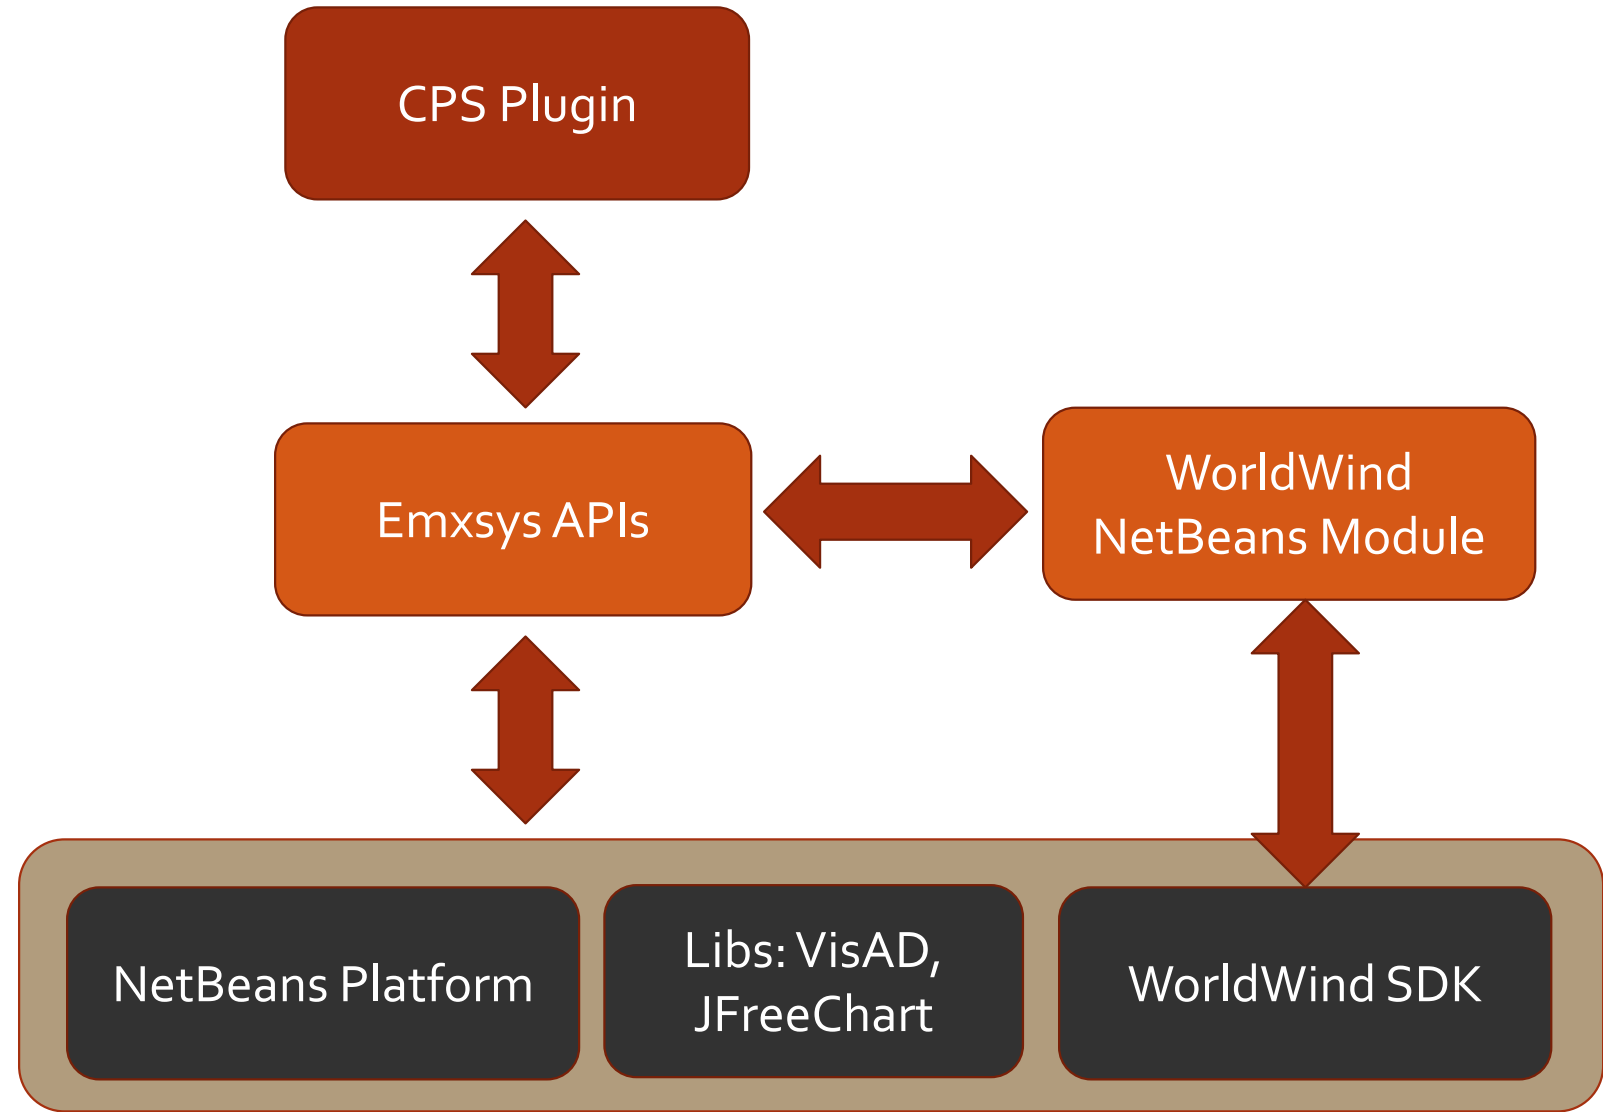 CPS Plugin
Emxsys APIs
WorldWind
NetBeans Module
NetBeans Platform
Libs: VisAD,
JFreeChart
WorldWind SDK